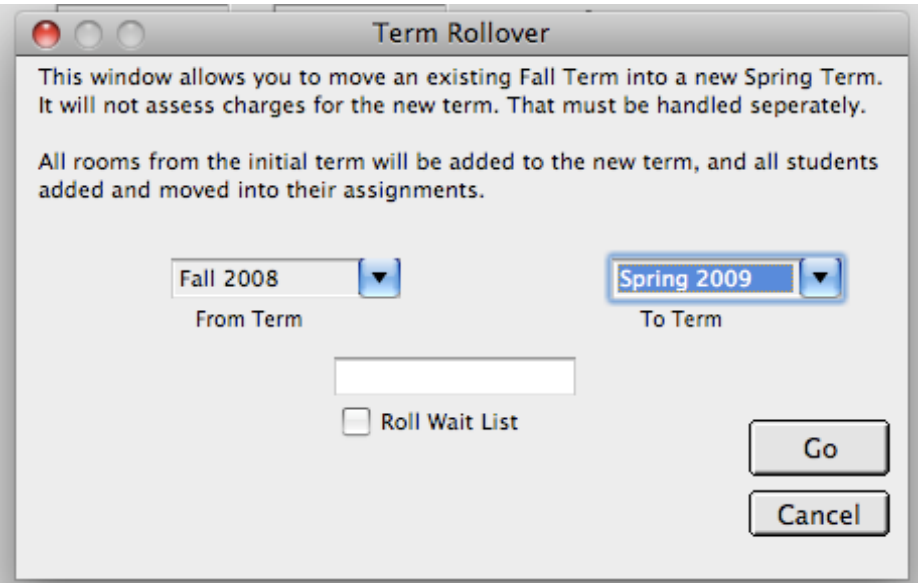 Term Rollover
This window allows you to move an existing Fall Term into a new Spring Term.
It will not assess charges for the new term. That must be handled seperately.
All rooms from the initial term will be added to the new term, and all students
added and moved into their assignments.
Fall 2008
Spring 2009
From Term
To Term
Roll Wait List
Go
Cancel